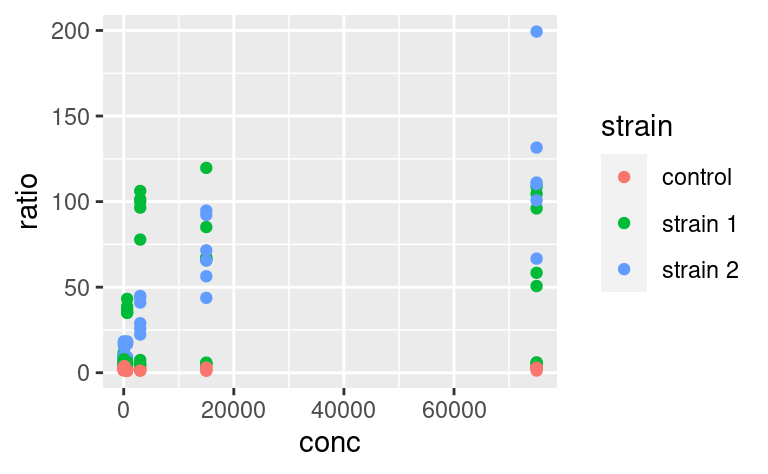 200
150
100
50
0
ratio
0 20000 40000 60000
conc
strain
control
strain 1
strain 2